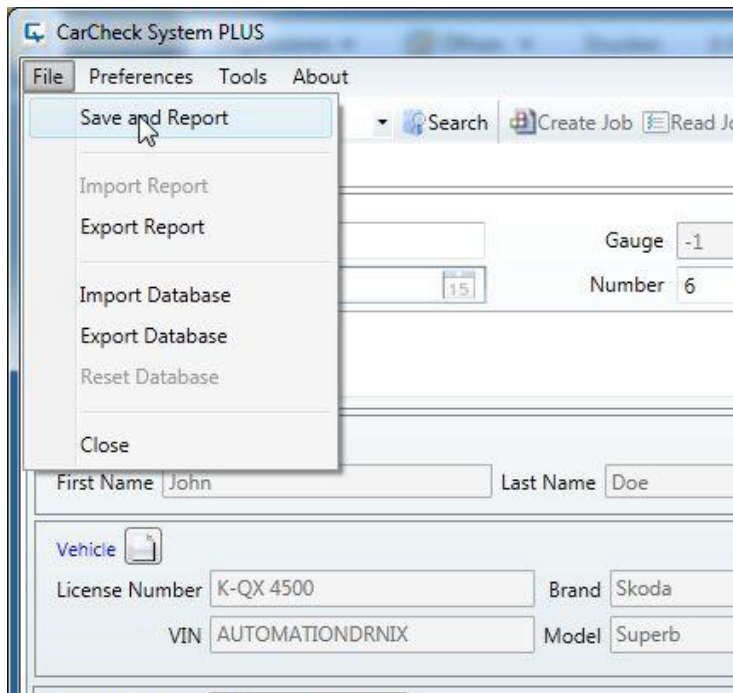 CarCheck System PLUS
File Preferences Tools About
Save and Report
Search Create Job Read
Import Report
Export Report
Gauge -1
15
Number 6
Import Database
Export Database
Reset Database
Close
First Name John Last Name Doe
Vehicle
License Number K-QX 4500 Brand Skoda
VIN AUTOMATIONDRNIX Model Superb